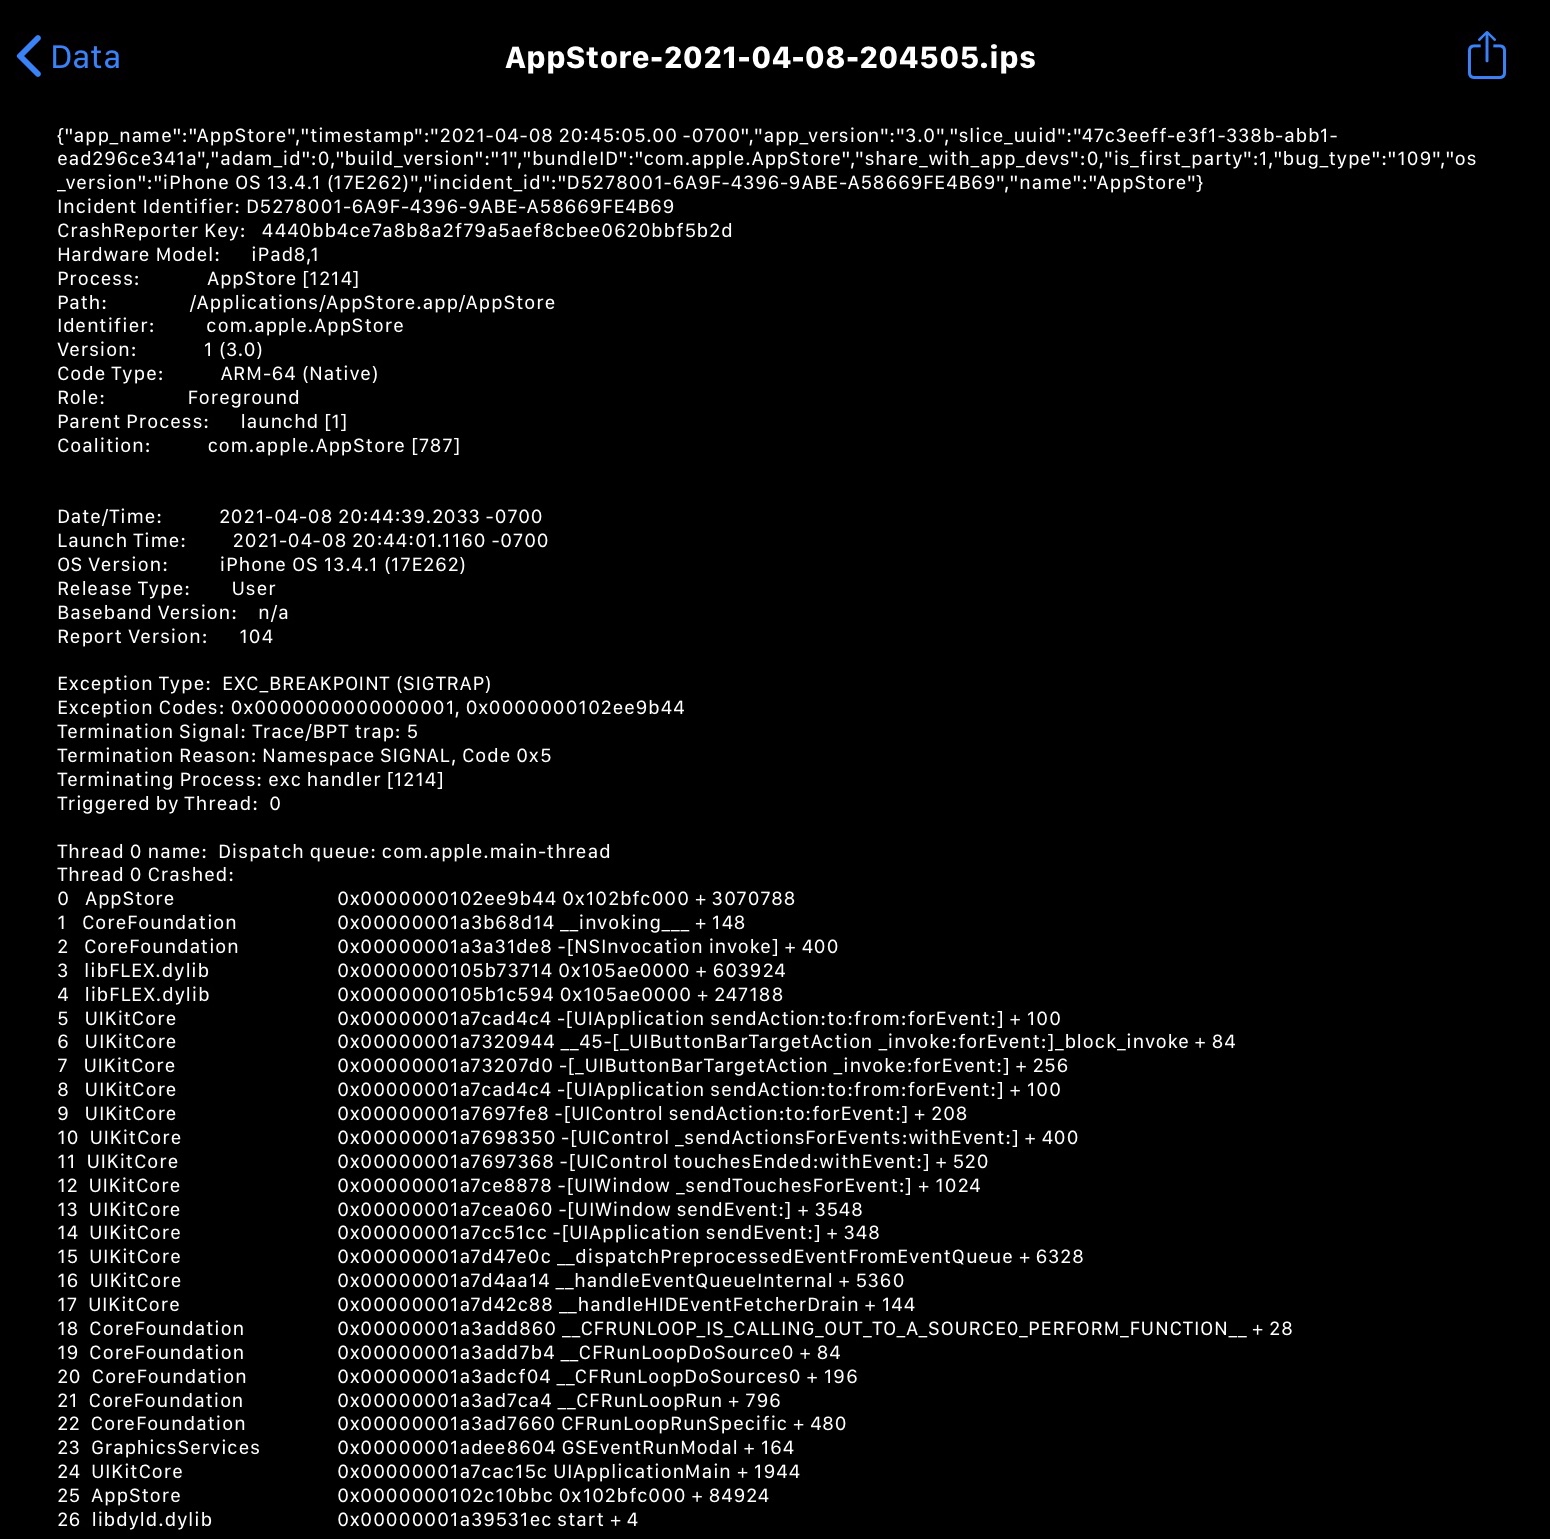 Data
AppStore-2021-04-08-204505.ips
{"app_name":"AppStore","timestamp":"2021-04-08 20:45:05.00 -0700","app_version":"3.0","slice_uuid":"47c3eeff-e3f1-338b-abb1-
ead296ce341a","adam_id":0,"build_version":"1","bundleID":"com.apple.AppStore","share_with_app_devs":0,"is_first_party":1,"bug_type":"109","os
_version":"iPhone OS 13.4.1 (17E262)","incident_id":"D5278001-6A9F-4396-9ABE-A58669FE4B69","name":"AppStore"}
Incident Identifier: D5278001-6A9F-4396-9ABE-A58669FE4B69
CrashReporter Key:   4440bb4ce7a8b8a2f79a5aef8cbee0620bbf5b2d
Hardware Model:      iPad8,1
Process:             AppStore [1214]
Path:                /Applications/AppStore.app/AppStore
Identifier:          com.apple.AppStore
Version:             1 (3.0)
Code Type:           ARM-64 (Native)
Role:                Foreground
Parent Process:      launchd [1]
Coalition:           com.apple.AppStore [787]
Date/Time:           2021-04-08 20:44:39.2033 -0700
Launch Time:         2021-04-08 20:44:01.1160 -0700
OS Version:          iPhone OS 13.4.1 (17E262)
Release Type:        User
Baseband Version:    n/a
Report Version:      104
Exception Type:  EXC_BREAKPOINT (SIGTRAP)
Exception Codes: 0x0000000000000001, 0x0000000102ee9b44
Termination Signal: Trace/BPT trap: 5
Termination Reason: Namespace SIGNAL, Code 0x5
Terminating Process: exc handler [1214]
Triggered by Thread:  0
Thread 0 name:  Dispatch queue: com.apple.main-thread
Thread 0 Crashed:
0   AppStore                      0x0000000102ee9b44 0x102bfc000 + 3070788
1   CoreFoundation                0x00000001a3b68d14 __invoking___ + 148
2   CoreFoundation                0x00000001a3a31de8 -[NSInvocation invoke] + 400
3   libFLEX.dylib                 0x0000000105b73714 0x105ae0000 + 603924
4   libFLEX.dylib                 0x0000000105b1c594 0x105ae0000 + 247188
5   UIKitCore                     0x00000001a7cad4c4 -[UIApplication sendAction:to:from:forEvent:] + 100
6   UIKitCore                     0x00000001a7320944 __45-[_UIButtonBarTargetAction _invoke:forEvent:]_block_invoke + 84
7   UIKitCore                     0x00000001a73207d0 -[_UIButtonBarTargetAction _invoke:forEvent:] + 256
8   UIKitCore                     0x00000001a7cad4c4 -[UIApplication sendAction:to:from:forEvent:] + 100
9   UIKitCore                     0x00000001a7697fe8 -[UIControl sendAction:to:forEvent:] + 208
10  UIKitCore                     0x00000001a7698350 -[UIControl _sendActionsForEvents:withEvent:] + 400
11  UIKitCore                     0x00000001a7697368 -[UIControl touchesEnded:withEvent:] + 520
12  UIKitCore                     0x00000001a7ce8878 -[UIWindow _sendTouchesForEvent:] + 1024
13  UIKitCore                     0x00000001a7cea060 -[UIWindow sendEvent:] + 3548
14  UIKitCore                     0x00000001a7cc51cc -[UIApplication sendEvent:] + 348
15  UIKitCore                     0x00000001a7d47e0c __dispatchPreprocessedEventFromEventQueue + 6328
16  UIKitCore                     0x00000001a7d4aa14 __handleEventQueueInternal + 5360
17  UIKitCore                     0x00000001a7d42c88 __handleHIDEventFetcherDrain + 144
18  CoreFoundation                0x00000001a3add860 __CFRUNLOOP_IS_CALLING_OUT_TO_A_SOURCE0_PERFORM_FUNCTION__ + 28
19  CoreFoundation                0x00000001a3add7b4 __CFRunLoopDoSource0 + 84
20  CoreFoundation                0x00000001a3adcf04 __CFRunLoopDoSources0 + 196
21  CoreFoundation                0x00000001a3ad7ca4 __CFRunLoopRun + 796
22  CoreFoundation                0x00000001a3ad7660 CFRunLoopRunSpecific + 480
23  GraphicsServices              0x00000001adee8604 GSEventRunModal + 164
24  UIKitCore                     0x00000001a7cac15c UIApplicationMain + 1944
25  AppStore                      0x0000000102c10bbc 0x102bfc000 + 84924
26  libdyld.dylib                 0x00000001a39531ec start + 4